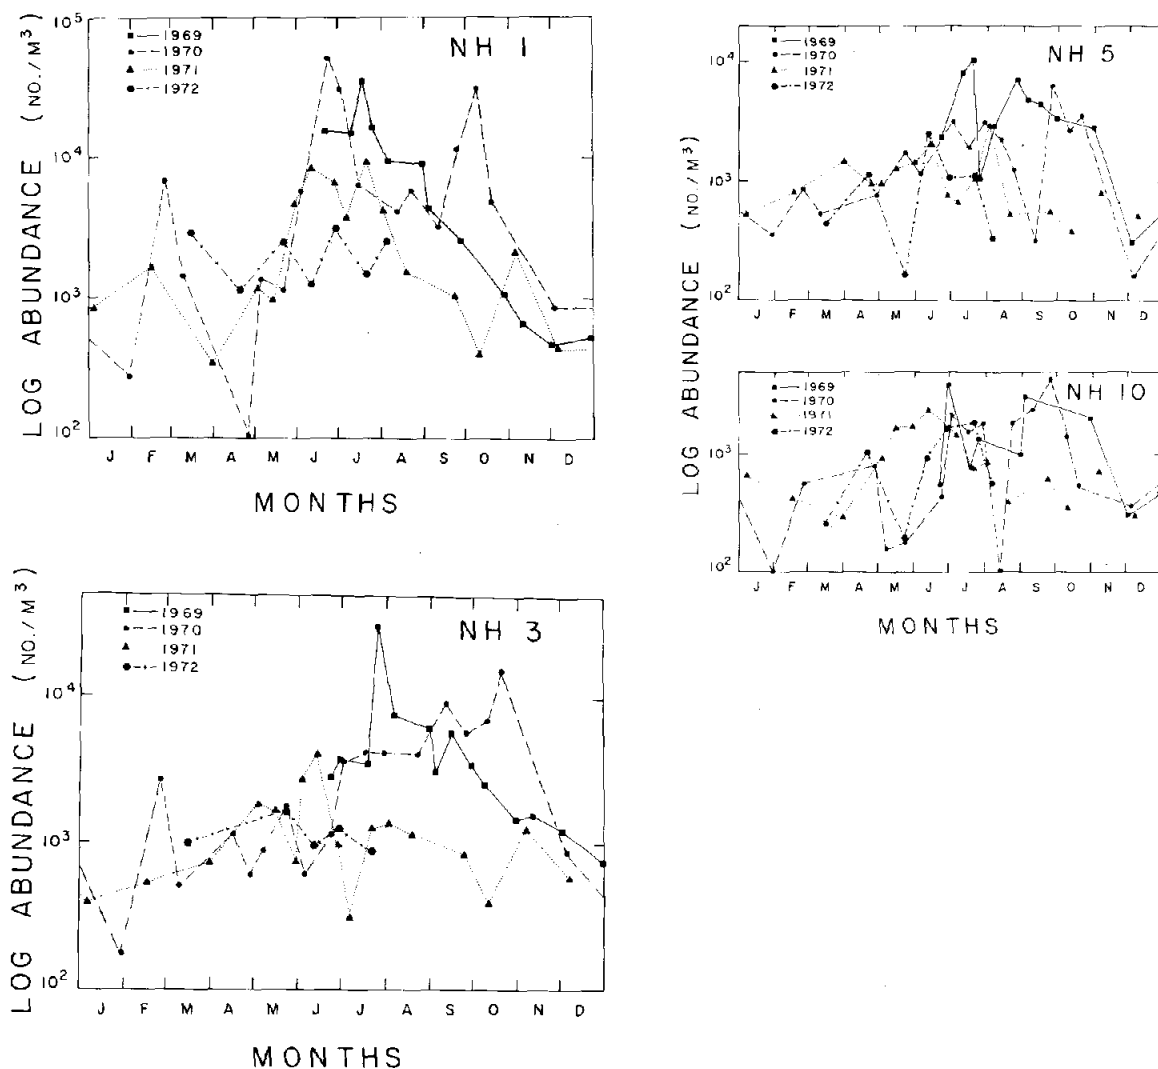 NH 1
1969
1970
1971
1972
10⁵
10⁴
10³
10²
LOG ABUNDANCE (NO./M³)
J F M A M J J A S O N D
MONTHS
NH 3
1969
1970
1971
1972
10⁴
10³
10²
LOG ABUNDANCE (NO./M³)
J F M A M J J A S O N D
MONTHS
NH 5
1969
1970
1971
1972
10⁴
10³
10²
LOG ABUNDANCE (NO./M³)
J F M A M J J A S O N D
NH 10
1969
1970
1971
1972
10³
10²
J F M A M J J A S O N D
MONTHS